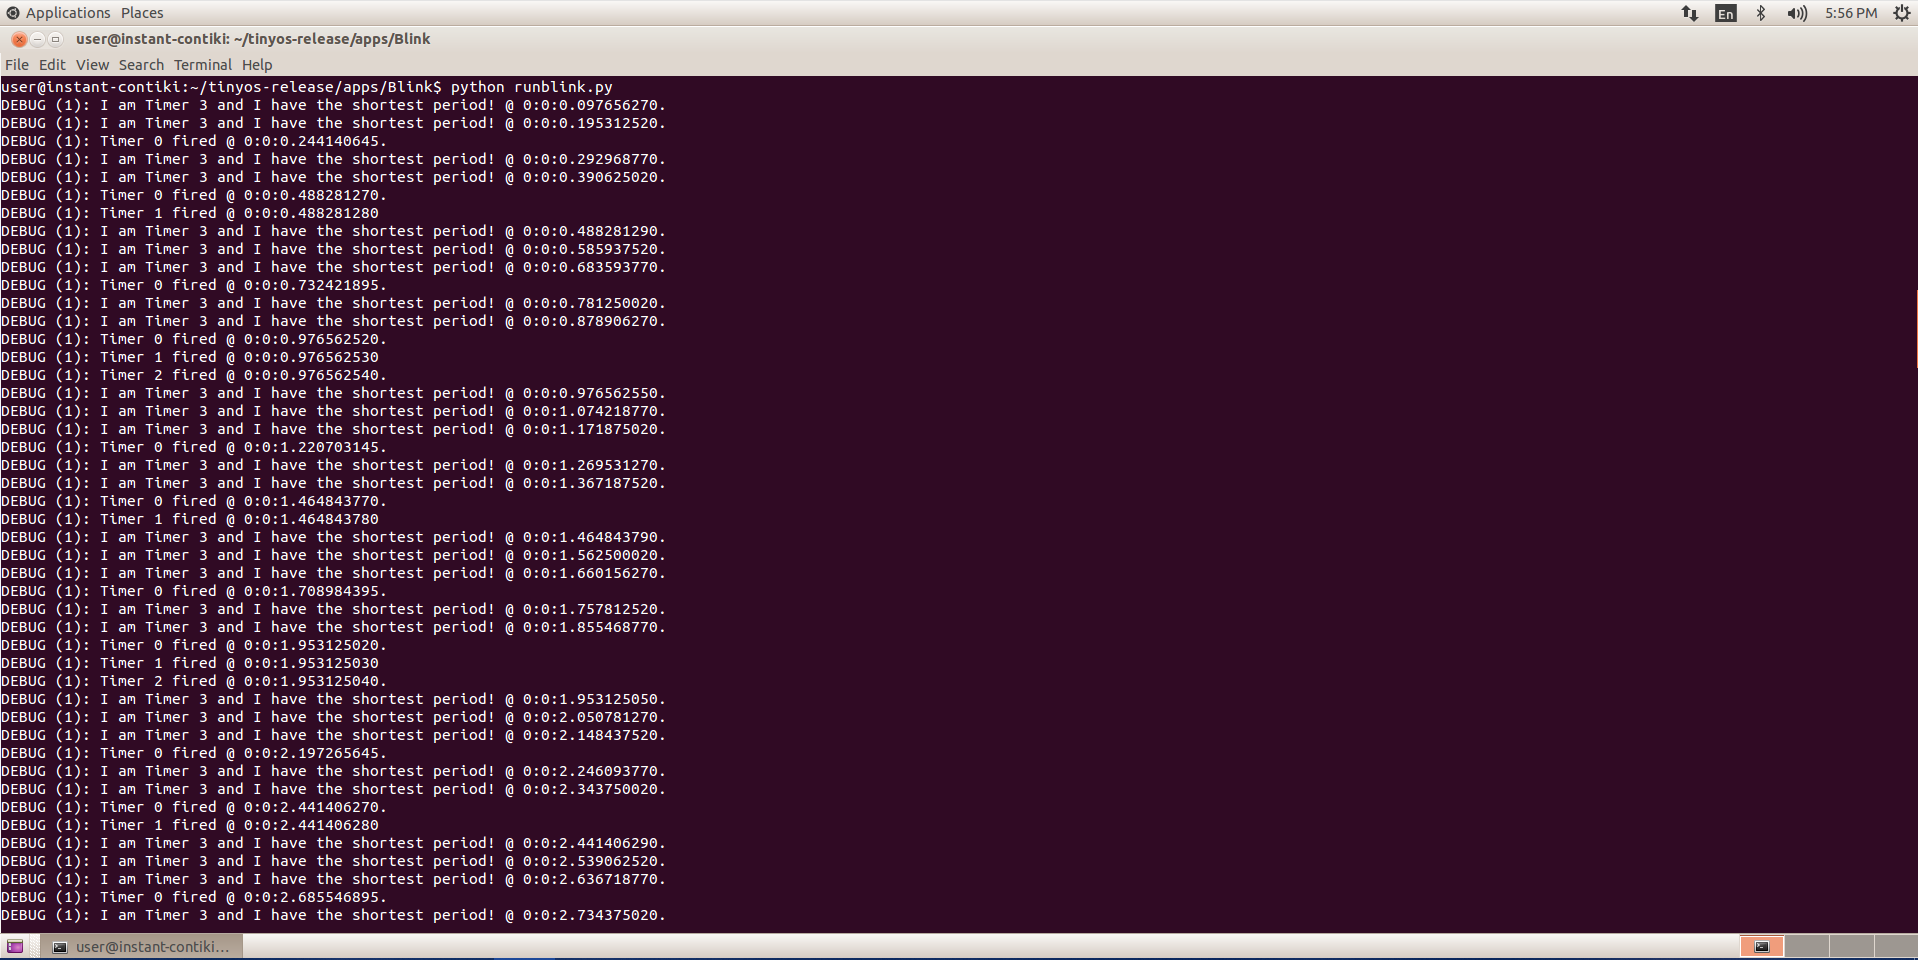 Applications Places En 5:56 PM
user@instant-contiki: ~/tinyos-release/apps/Blink
File Edit View Search Terminal Help
user@instant-contiki:~/tinyos-release/apps/Blink$ python runblink.py
DEBUG (1): I am Timer 3 and I have the shortest period! @ 0:0:0.097656270.
DEBUG (1): I am Timer 3 and I have the shortest period! @ 0:0:0.195312520.
DEBUG (1): Timer 0 fired @ 0:0:0.244140645.
DEBUG (1): I am Timer 3 and I have the shortest period! @ 0:0:0.292968770.
DEBUG (1): I am Timer 3 and I have the shortest period! @ 0:0:0.390625020.
DEBUG (1): Timer 0 fired @ 0:0:0.488281270.
DEBUG (1): Timer 1 fired @ 0:0:0.488281280
DEBUG (1): I am Timer 3 and I have the shortest period! @ 0:0:0.488281290.
DEBUG (1): I am Timer 3 and I have the shortest period! @ 0:0:0.585937520.
DEBUG (1): I am Timer 3 and I have the shortest period! @ 0:0:0.683593770.
DEBUG (1): Timer 0 fired @ 0:0:0.732421895.
DEBUG (1): I am Timer 3 and I have the shortest period! @ 0:0:0.781250020.
DEBUG (1): I am Timer 3 and I have the shortest period! @ 0:0:0.878906270.
DEBUG (1): Timer 0 fired @ 0:0:0.976562520.
DEBUG (1): Timer 1 fired @ 0:0:0.976562530
DEBUG (1): Timer 2 fired @ 0:0:0.976562540.
DEBUG (1): I am Timer 3 and I have the shortest period! @ 0:0:0.976562550.
DEBUG (1): I am Timer 3 and I have the shortest period! @ 0:0:1.074218770.
DEBUG (1): I am Timer 3 and I have the shortest period! @ 0:0:1.171875020.
DEBUG (1): Timer 0 fired @ 0:0:1.220703145.
DEBUG (1): I am Timer 3 and I have the shortest period! @ 0:0:1.269531270.
DEBUG (1): I am Timer 3 and I have the shortest period! @ 0:0:1.367187520.
DEBUG (1): Timer 0 fired @ 0:0:1.464843770.
DEBUG (1): Timer 1 fired @ 0:0:1.464843780
DEBUG (1): I am Timer 3 and I have the shortest period! @ 0:0:1.464843790.
DEBUG (1): I am Timer 3 and I have the shortest period! @ 0:0:1.562500020.
DEBUG (1): I am Timer 3 and I have the shortest period! @ 0:0:1.660156270.
DEBUG (1): Timer 0 fired @ 0:0:1.708984395.
DEBUG (1): I am Timer 3 and I have the shortest period! @ 0:0:1.757812520.
DEBUG (1): I am Timer 3 and I have the shortest period! @ 0:0:1.855468770.
DEBUG (1): Timer 0 fired @ 0:0:1.953125020.
DEBUG (1): Timer 1 fired @ 0:0:1.953125030
DEBUG (1): Timer 2 fired @ 0:0:1.953125040.
DEBUG (1): I am Timer 3 and I have the shortest period! @ 0:0:1.953125050.
DEBUG (1): I am Timer 3 and I have the shortest period! @ 0:0:2.050781270.
DEBUG (1): I am Timer 3 and I have the shortest period! @ 0:0:2.148437520.
DEBUG (1): Timer 0 fired @ 0:0:2.197265645.
DEBUG (1): I am Timer 3 and I have the shortest period! @ 0:0:2.246093770.
DEBUG (1): I am Timer 3 and I have the shortest period! @ 0:0:2.343750020.
DEBUG (1): Timer 0 fired @ 0:0:2.441406270.
DEBUG (1): Timer 1 fired @ 0:0:2.441406280
DEBUG (1): I am Timer 3 and I have the shortest period! @ 0:0:2.441406290.
DEBUG (1): I am Timer 3 and I have the shortest period! @ 0:0:2.539062520.
DEBUG (1): I am Timer 3 and I have the shortest period! @ 0:0:2.636718770.
DEBUG (1): Timer 0 fired @ 0:0:2.685546895.
DEBUG (1): I am Timer 3 and I have the shortest period! @ 0:0:2.734375020.
user@instant-contiki...